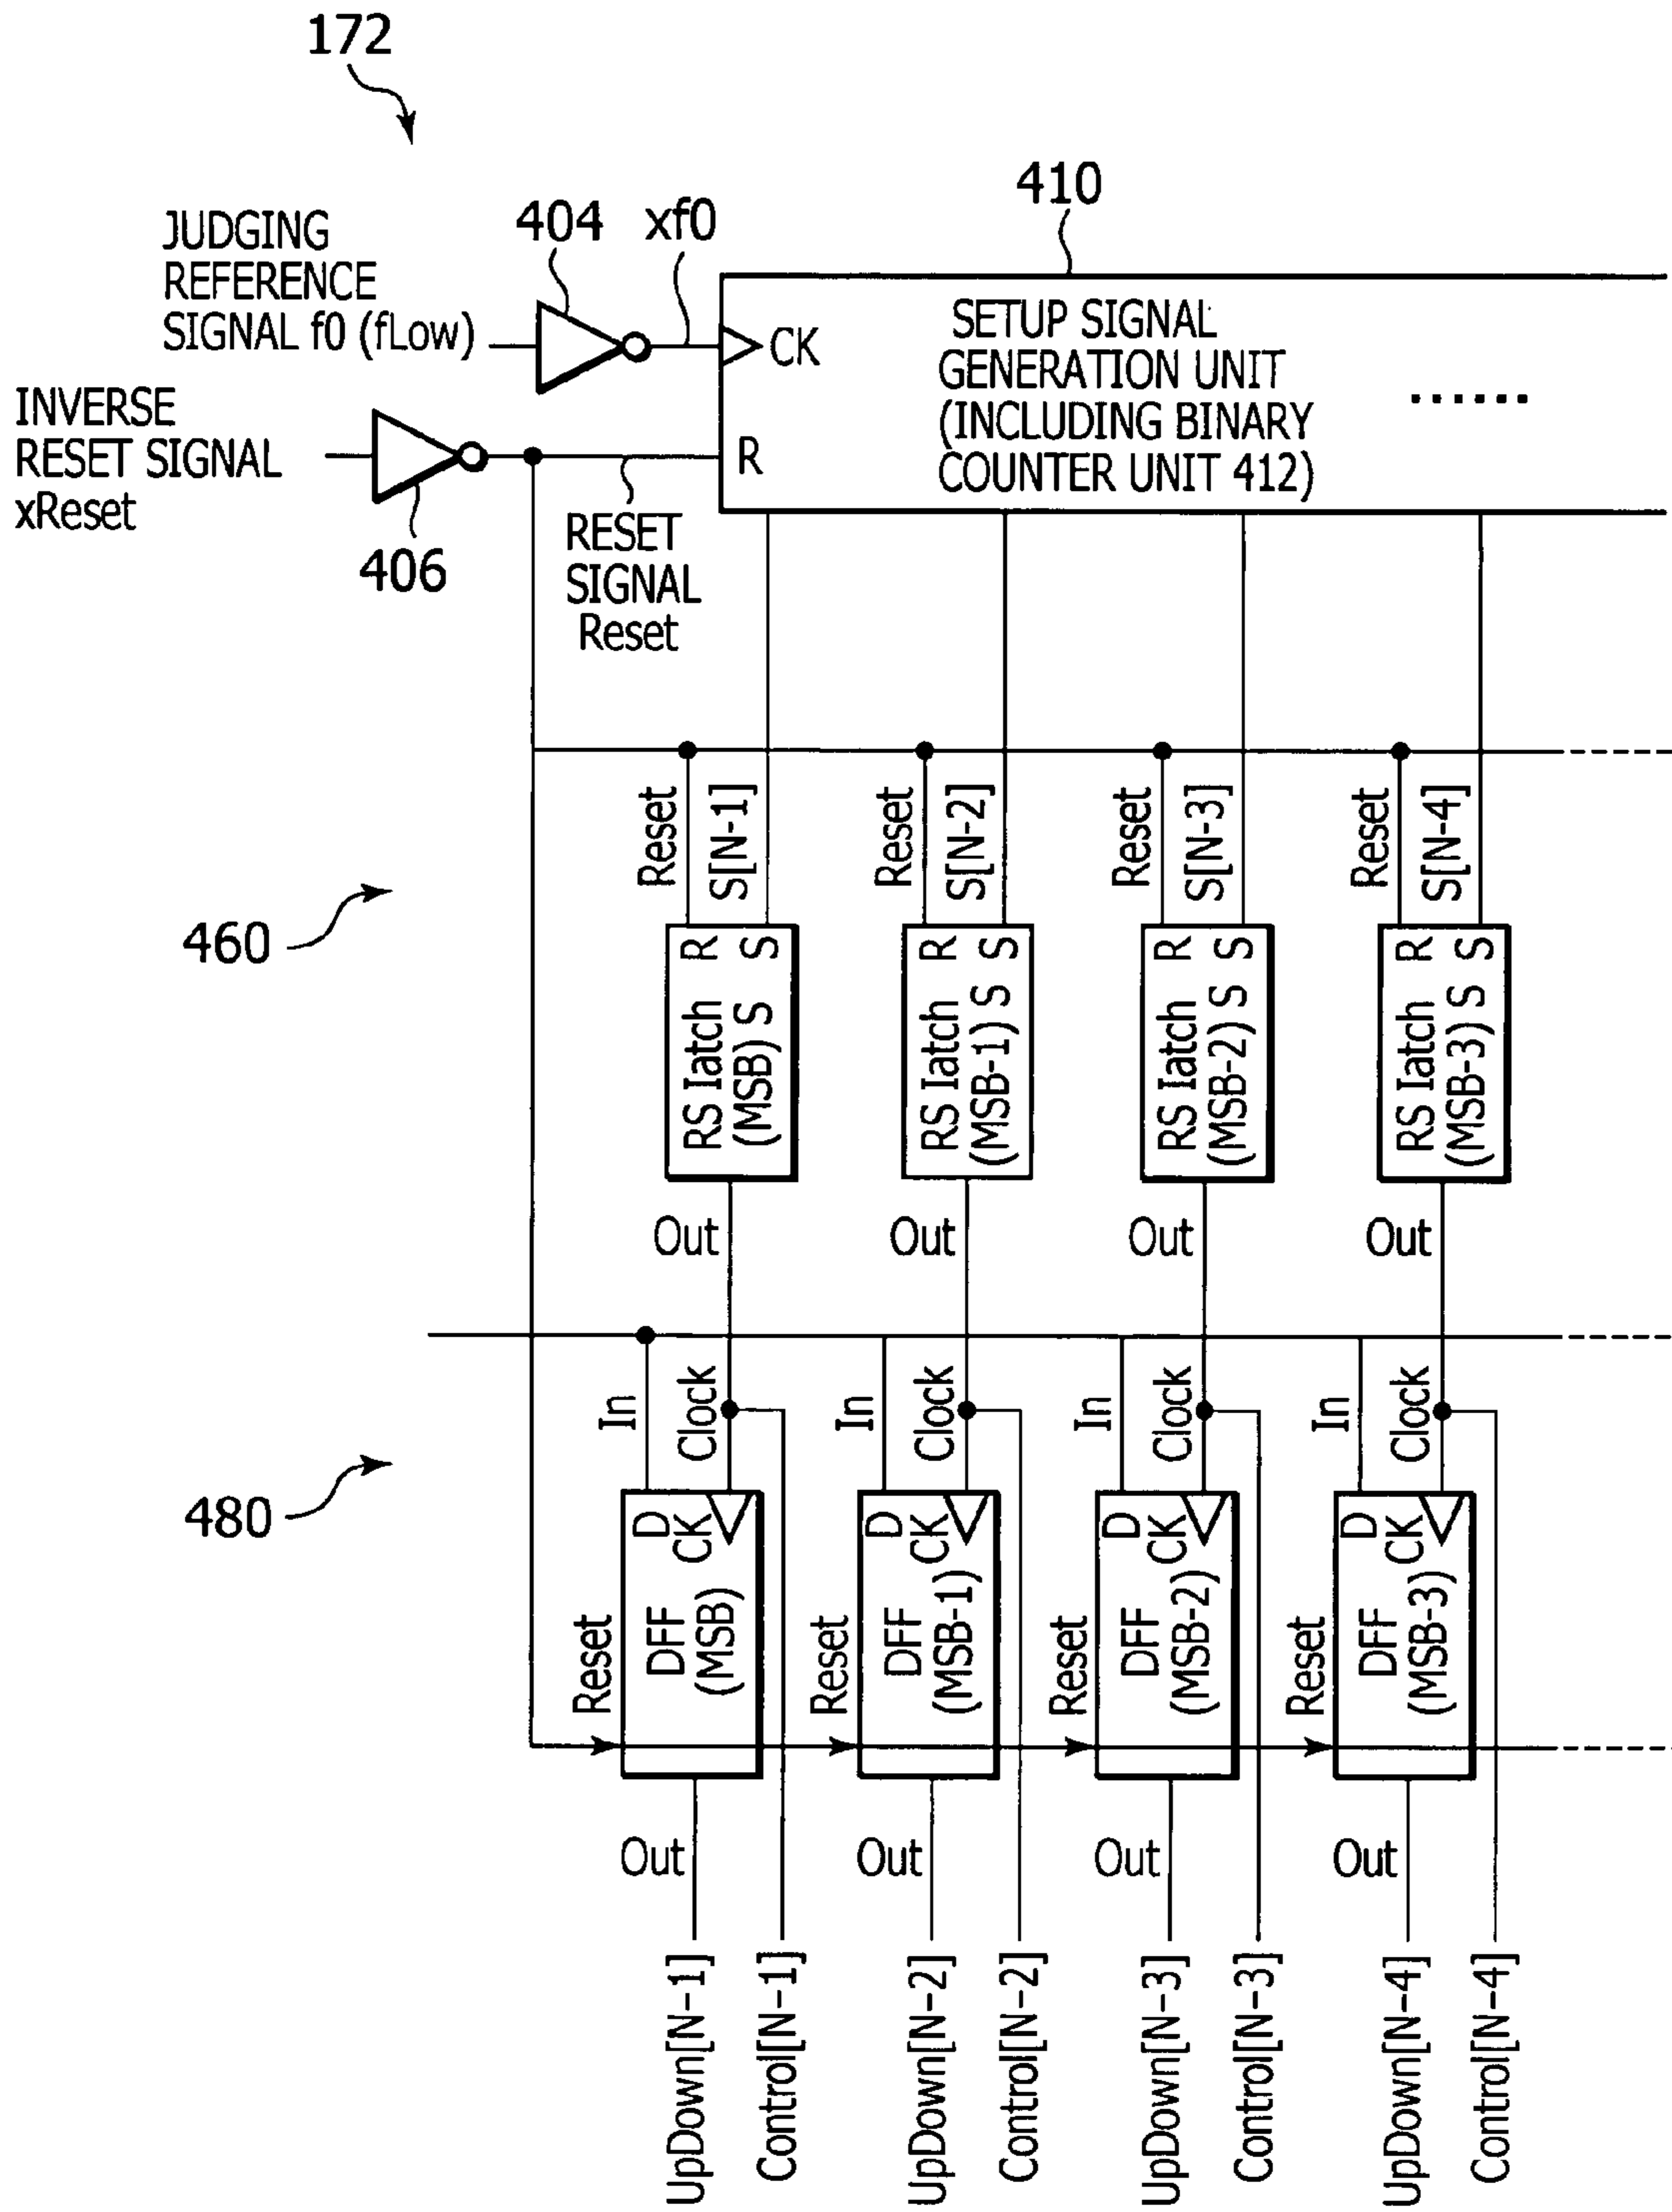 172
410
404
xf0
JUDGING
REFERENCE
SIGNAL f0 (fLow)
CK
SETUP SIGNAL
GENERATION UNIT
(INCLUDING BINARY
COUNTER UNIT 412)
......
INVERSE
RESET SIGNAL
xReset
R
406
RESET
SIGNAL
Reset
Reset
S[N-1]
Reset
S[N-2]
Reset
S[N-3]
Reset
S[N-4]
460
R S
RS latch
(MSB) S
R S
RS latch
(MSB-1) S
R S
RS latch
(MSB-2) S
R S
RS latch
(MSB-3) S
Out
Out
Out
Out
In
Clock
In
Clock
In
Clock
In
Clock
480
D
CK
DFF
(MSB)
D
CK
DFF
(MSB-1)
D
CK
DFF
(MSB-2)
D
CK
DFF
(MSB-3)
Reset
Reset
Reset
Reset
Out
Out
Out
Out
UpDown[N-1]
Control[N-1]
UpDown[N-2]
Control[N-2]
UpDown[N-3]
Control[N-3]
UpDown[N-4]
Control[N-4]